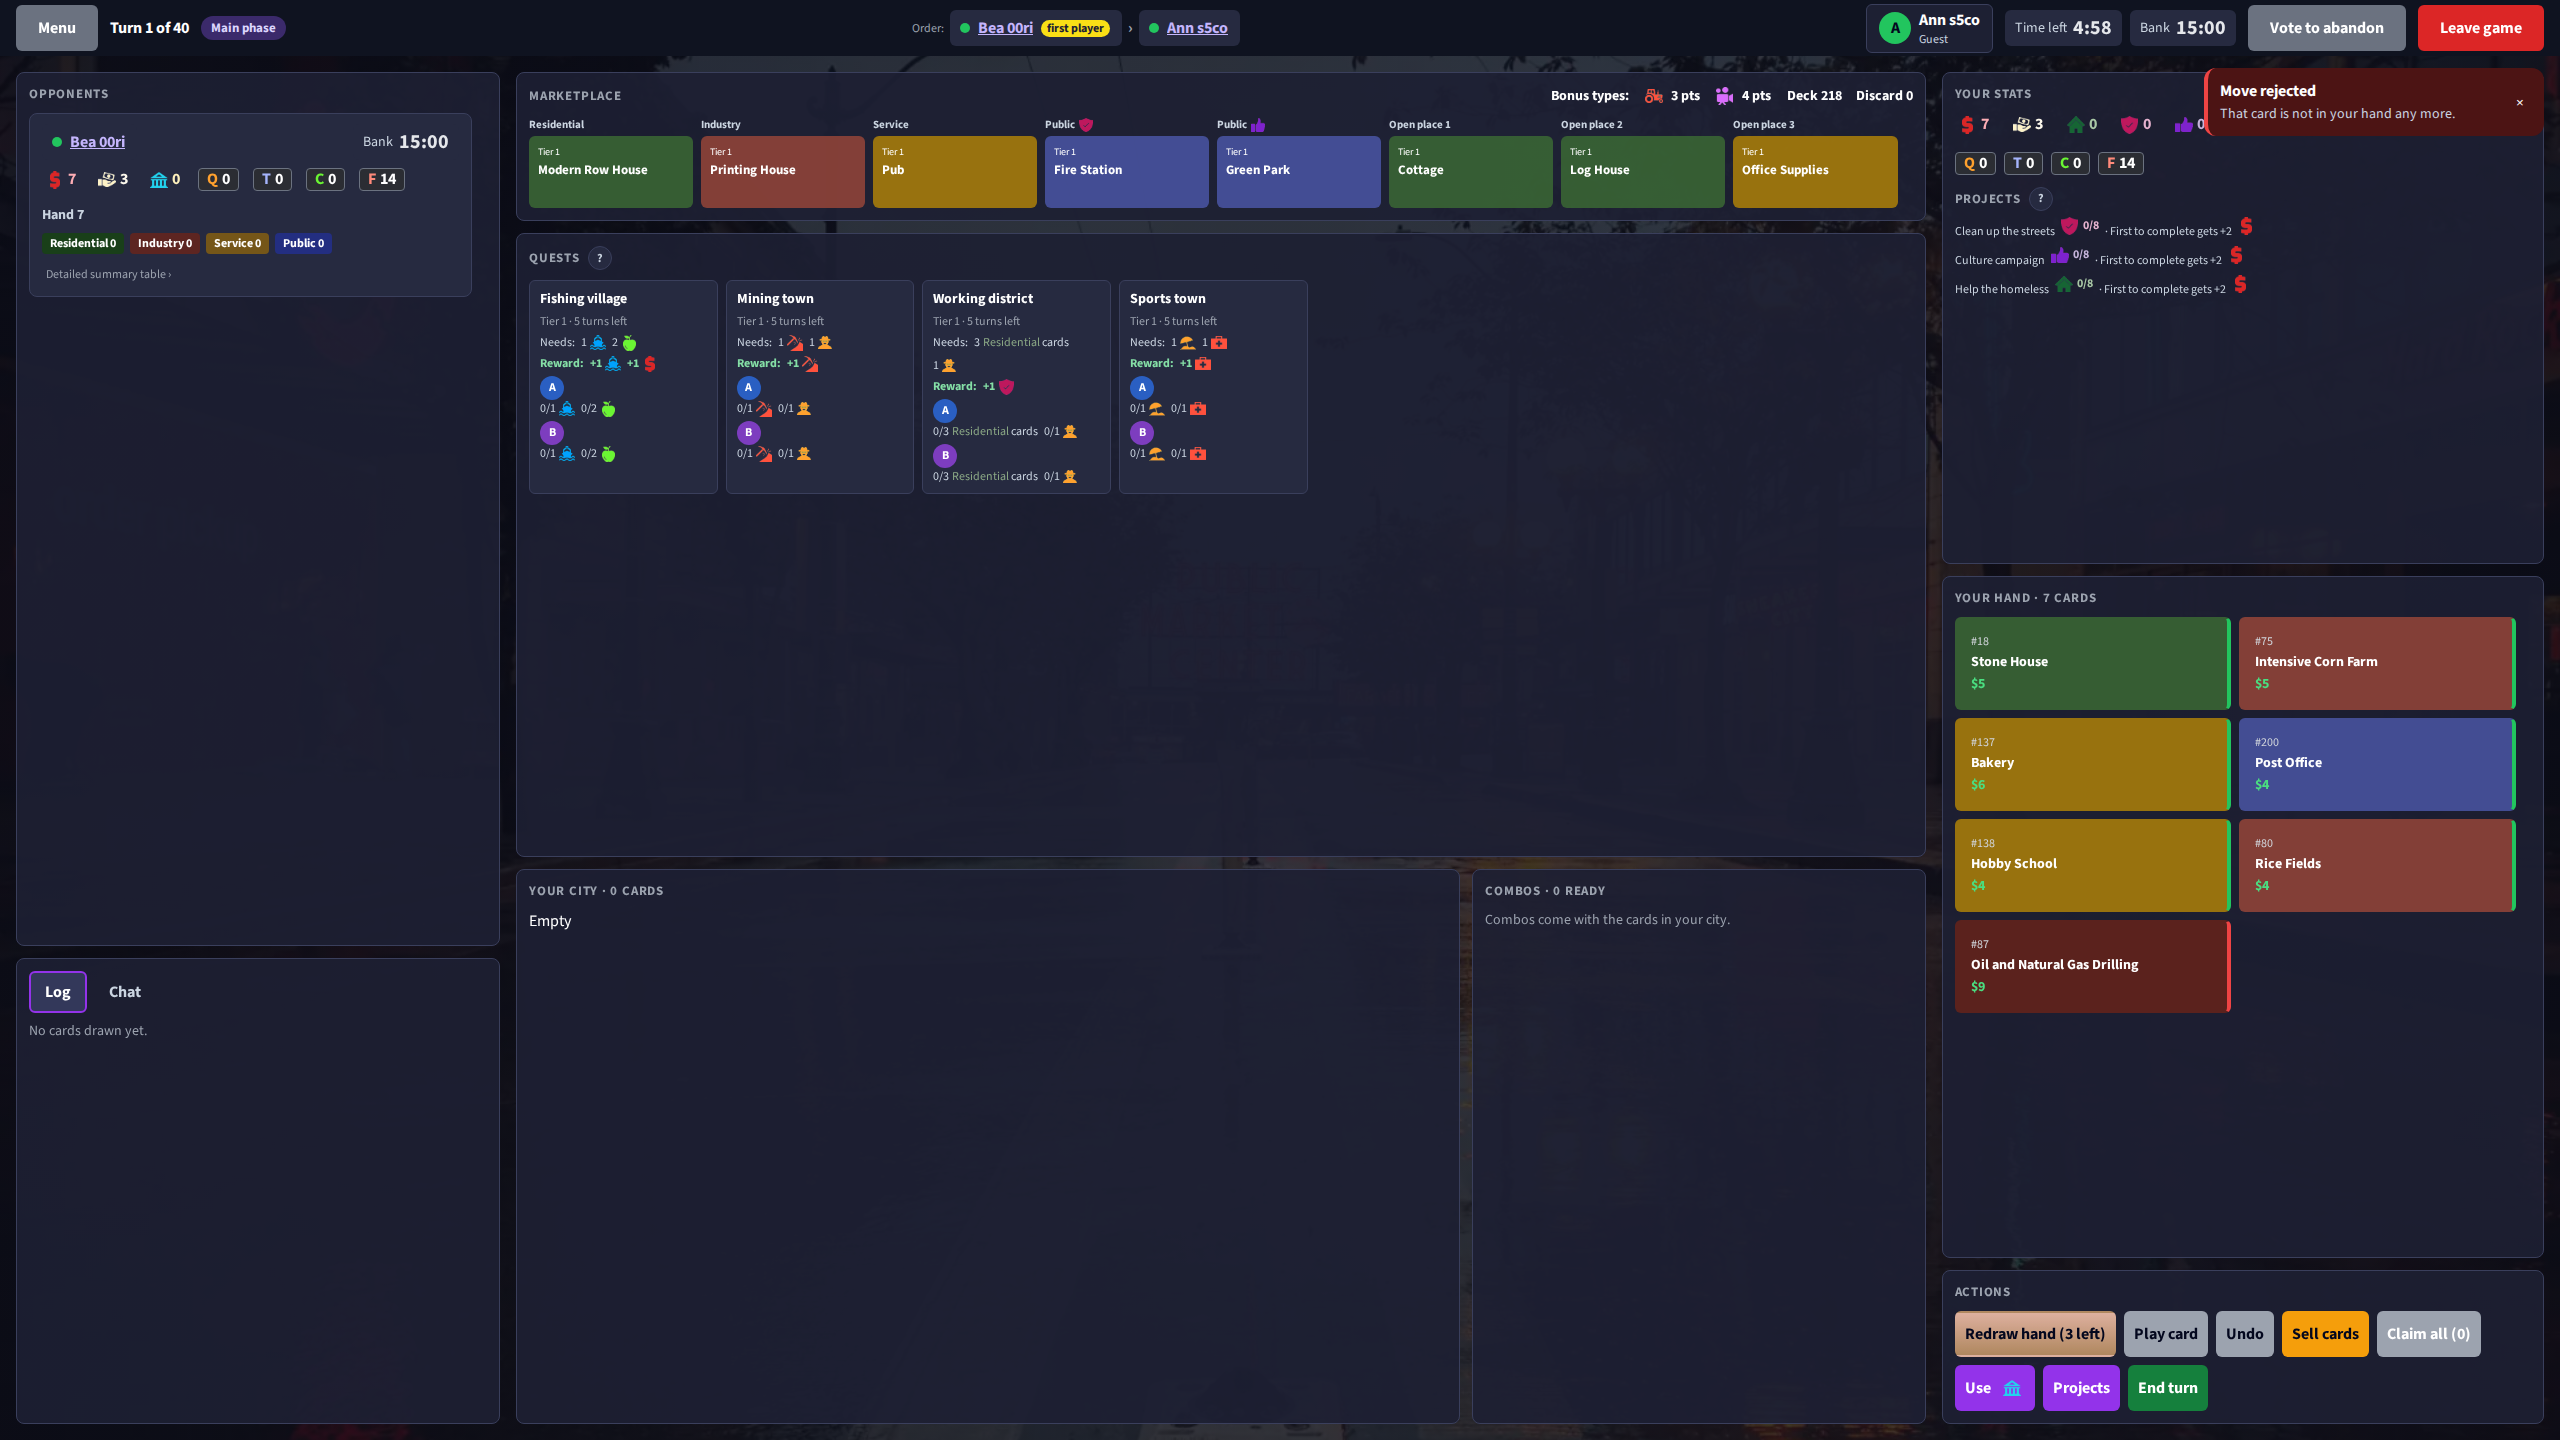 Menu
Turn 1 of 40
Main phase
Order:
Bea 00ri
first player
›
Ann s5co
A
Ann s5co
Guest
Time left 4:58
Bank 15:00
Vote to abandon
Leave game
OPPONENTS
Bea 00ri
Bank 15:00
7
3
0
Q 0
T 0
C 0
F 14
Hand 7
Residential 0
Industry 0
Service 0
Public 0
Detailed summary table ›
Log
Chat
No cards drawn yet.
MARKETPLACE
Bonus types:
3 pts
4 pts
Deck 218
Discard 0
Residential
Tier 1
Modern Row House
Industry
Tier 1
Printing House
Service
Tier 1
Pub
Public
Tier 1
Fire Station
Public
Tier 1
Green Park
Open place 1
Tier 1
Cottage
Open place 2
Tier 1
Log House
Open place 3
Tier 1
Office Supplies
QUESTS
?
Fishing village
Tier 1 · 5 turns left
Needs: 1 2
Reward: +1 +1
A
0/1 0/2
B
0/1 0/2
Mining town
Tier 1 · 5 turns left
Needs: 1 1
Reward: +1
A
0/1 0/1
B
0/1 0/1
Working district
Tier 1 · 5 turns left
Needs: 3 Residential cards
1
Reward: +1
A
0/3 Residential cards 0/1
B
0/3 Residential cards 0/1
Sports town
Tier 1 · 5 turns left
Needs: 1 1
Reward: +1
A
0/1 0/1
B
0/1 0/1
YOUR CITY · 0 CARDS
Empty
COMBOS · 0 READY
Combos come with the cards in your city.
YOUR STATS
7
3
0
0
0
Move rejected
That card is not in your hand any more.
×
Q 0
T 0
C 0
F 14
PROJECTS
?
Clean up the streets 0/8 · First to complete gets +2
Culture campaign 0/8 · First to complete gets +2
Help the homeless 0/8 · First to complete gets +2
YOUR HAND · 7 CARDS
#18
Stone House
$5
#75
Intensive Corn Farm
$5
#137
Bakery
$6
#200
Post Office
$4
#138
Hobby School
$4
#80
Rice Fields
$4
#87
Oil and Natural Gas Drilling
$9
ACTIONS
Redraw hand (3 left)
Play card
Undo
Sell cards
Claim all (0)
Use
Projects
End turn